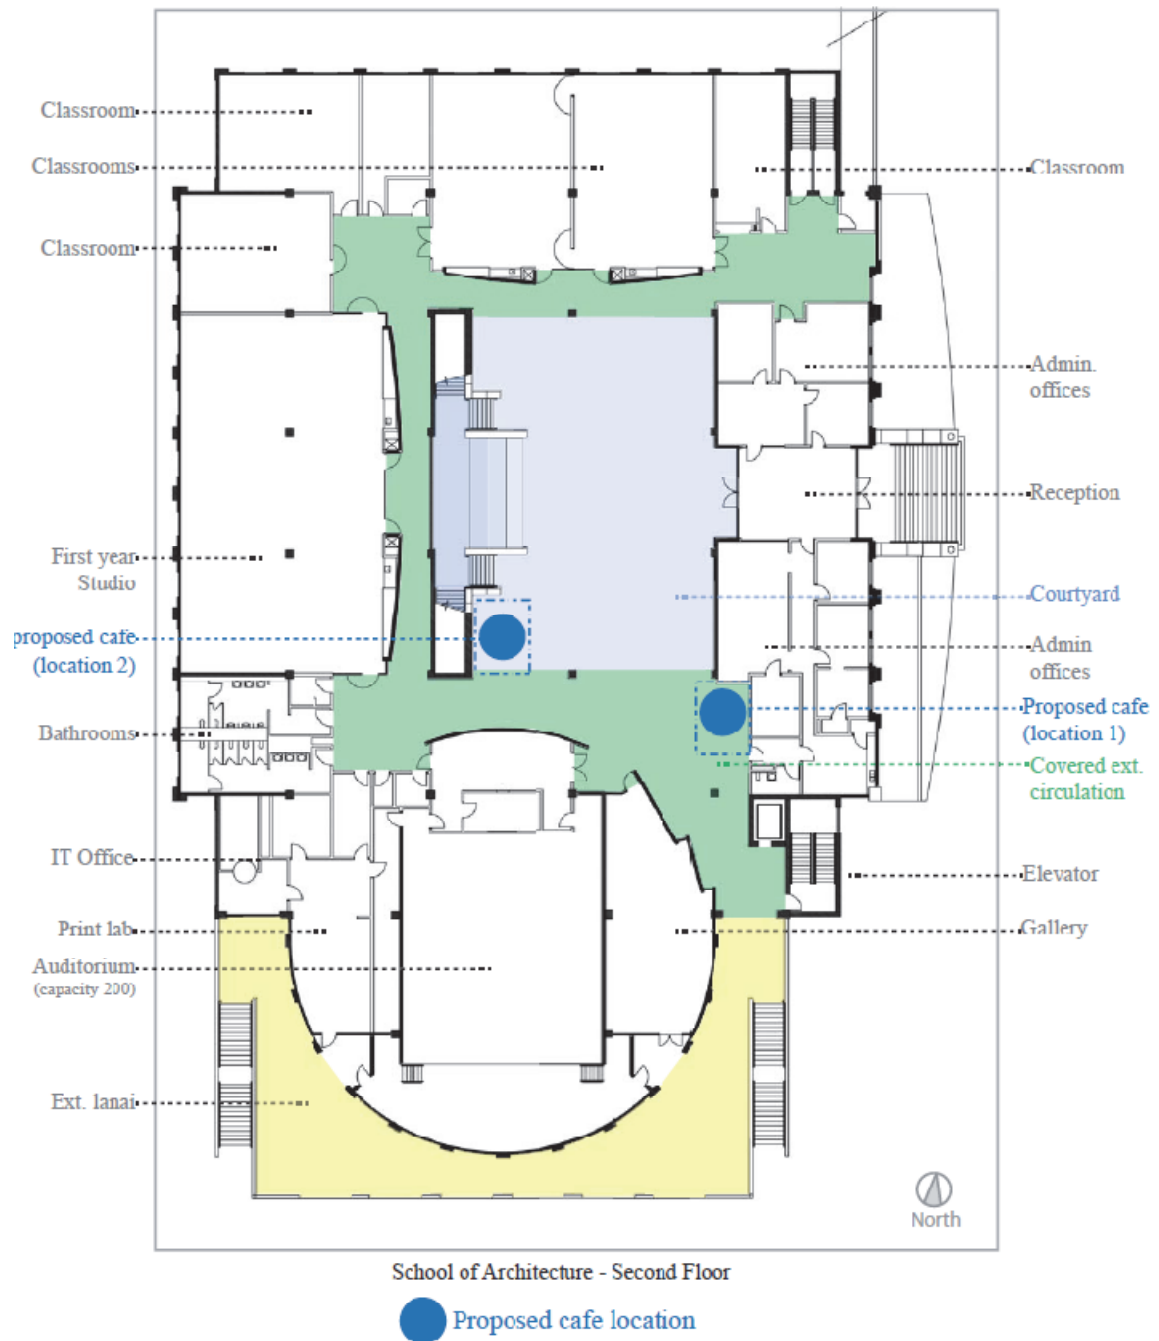 Classroom
Classrooms
Classroom
Classroom
Admin.
offices
Reception
First year
Studio
Courtyard
proposed cafe
(location 2)
Admin
offices
Proposed cafe
(location 1)
Bathrooms
Covered ext.
circulation
IT Office
Elevator
Print lab
Gallery
Auditorium
(capacity 200)
Ext. lanai
North
School of Architecture - Second Floor
Proposed cafe location